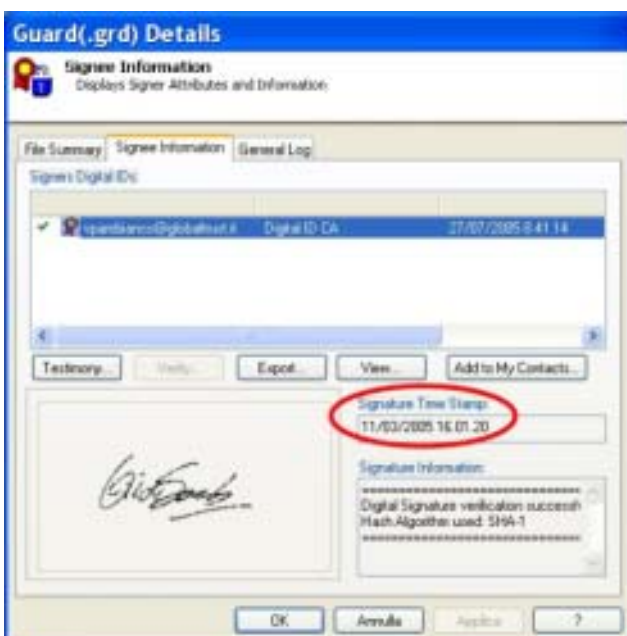 Guard(.grd) Details
Signee Information
Displays Signer Attributes and Information
File Summary Signee Information General Log
Signers Digital IDs:
Digital ID CA 27/07/2005 8.41.14
Testimony... Verify... Export... View... Add to My Contacts...
Signature Time Stamp:
11/03/2005 16.01.20
Signature Information:
****************************************
Digital Signature verification successfi
Hash Algorithm used: SHA-1
****************************************
OK Annulla Applica ?